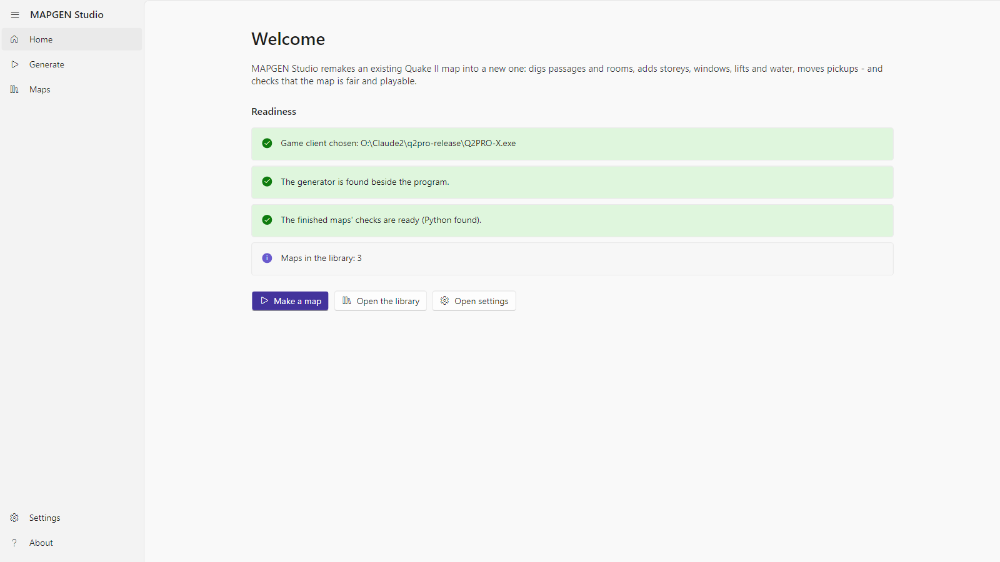 MAPGEN Studio
Home
Generate
Maps
Settings
About
Welcome
MAPGEN Studio remakes an existing Quake II map into a new one: digs passages and rooms, adds storeys, windows, lifts and water, moves pickups - and
checks that the map is fair and playable.
Readiness
Game client chosen: O:\Claude2\q2pro-release\Q2PRO-X.exe
The generator is found beside the program.
The finished maps' checks are ready (Python found).
Maps in the library: 3
Make a map
Open the library
Open settings